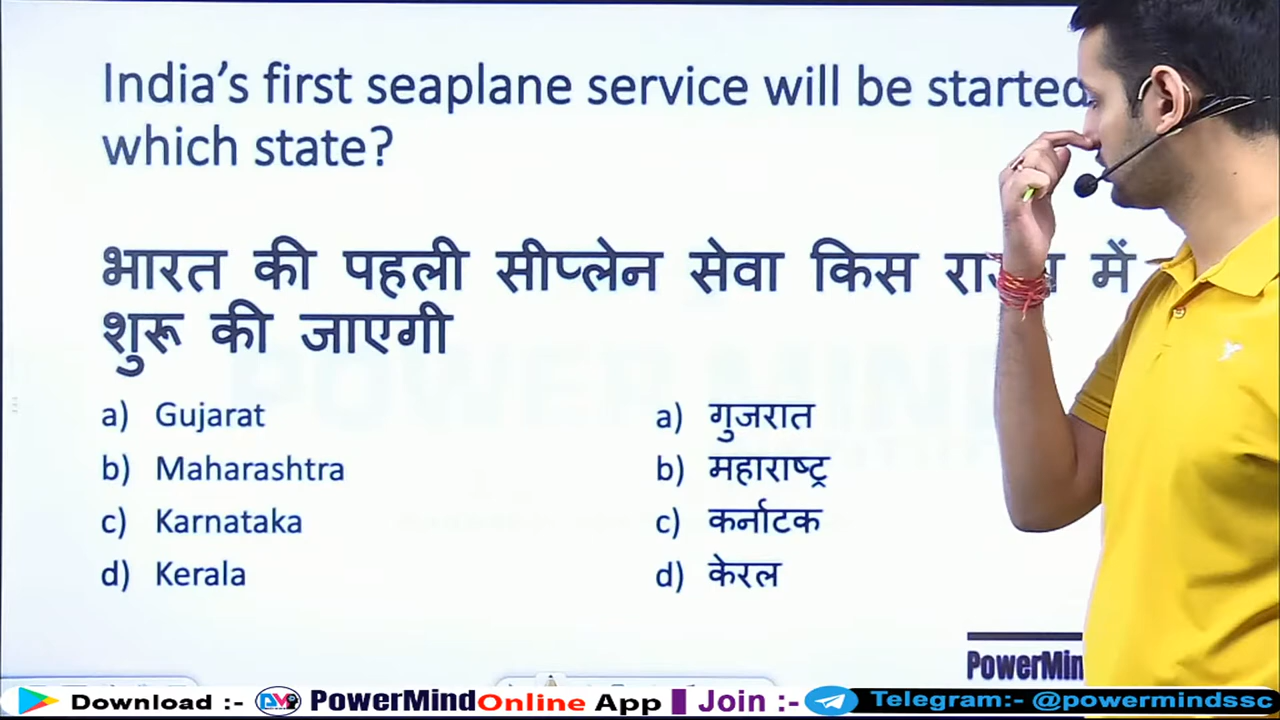 India's first seaplane service will be started
which state?
भारत की पहली सीप्लेन सेवा किस में
शुरू की जाएगी
a) Gujarat
b) Maharashtra
c) Karnataka
d) Kerala
a) गुजरात
b) महाराष्ट्र
c) कर्नाटक
d) केरल
Download :- PowerMindOnline App Join :- Telegram:- @powermindssc